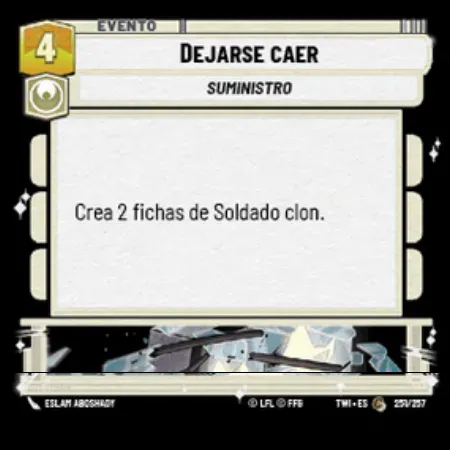 EVENTO
4
DEJARSE CAER
SUMINISTRO
Crea 2 fichas de Soldado clon.
ESLAM ABOSHADY
© LFL © FFG
TWI • ES
251/257